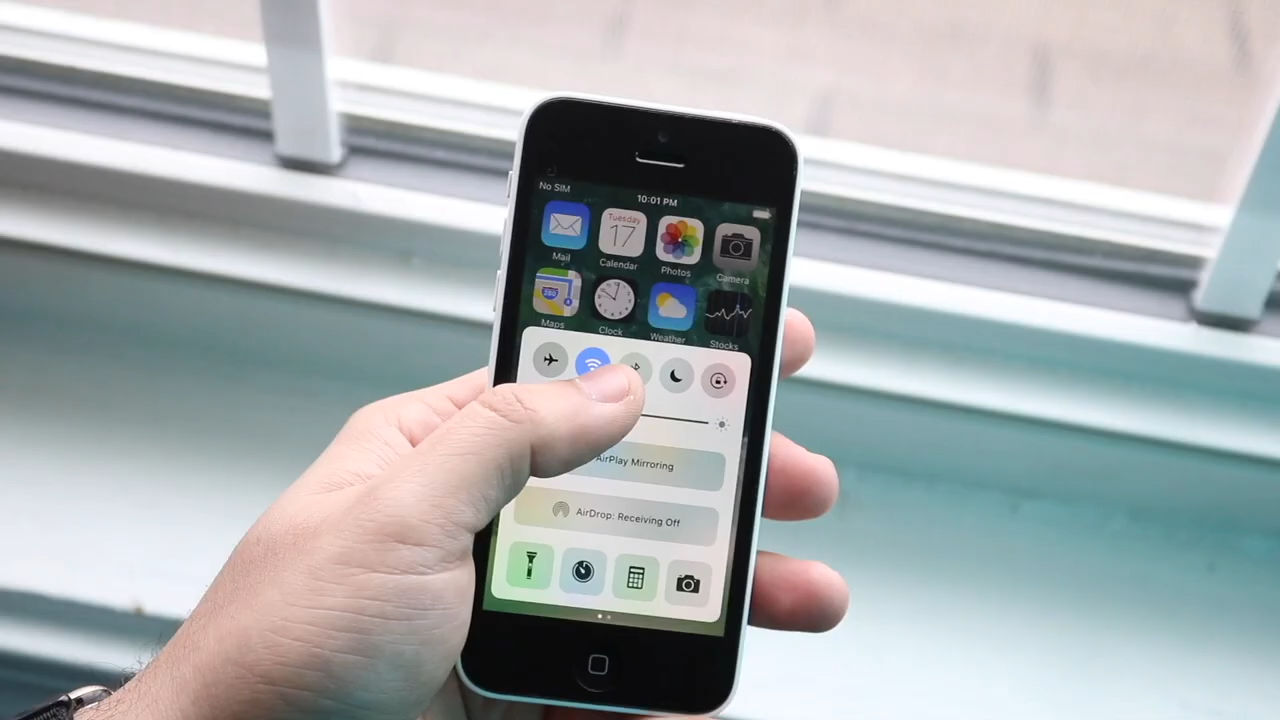 No SIM
10:01 PM
Tuesday
17
Mail
Calendar
Photos
Camera
280
Maps
Clock
Weather
Stocks
AirPlay Mirroring
AirDrop: Receiving Off